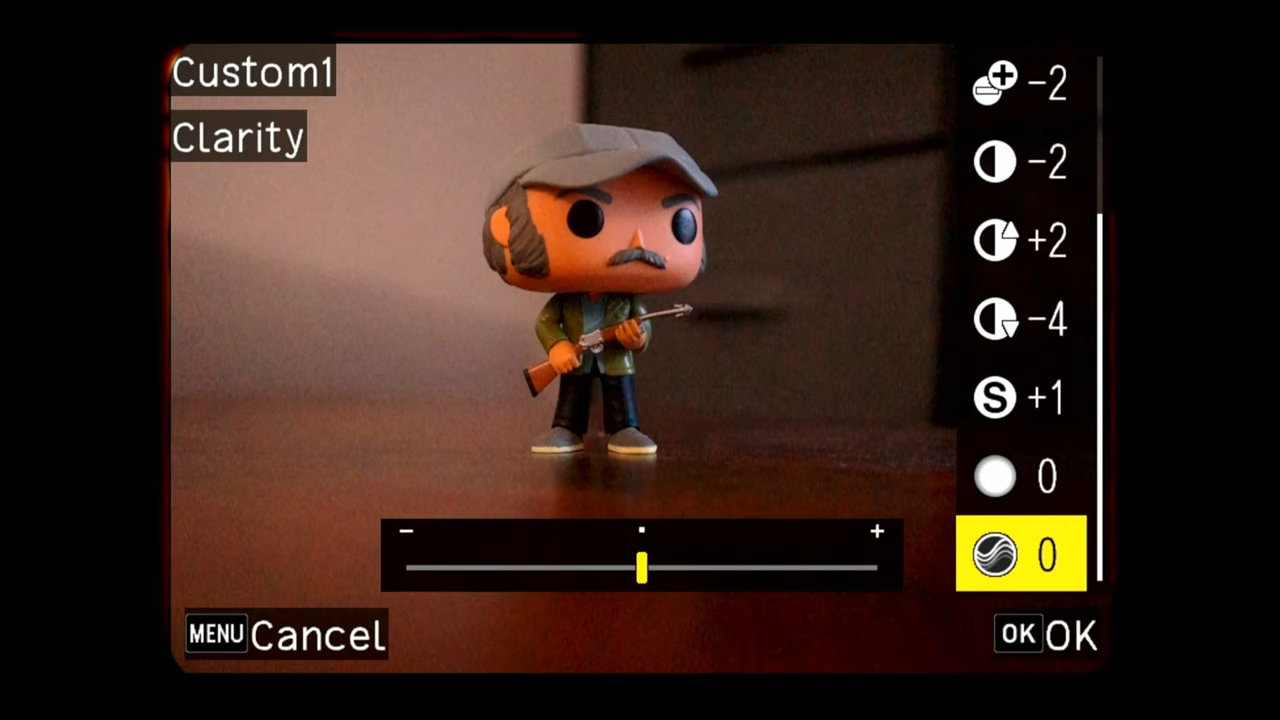 Custom1
Clarity
-2
-2
+2
-4
S +1
0
0
- +
MENU Cancel
OK OK